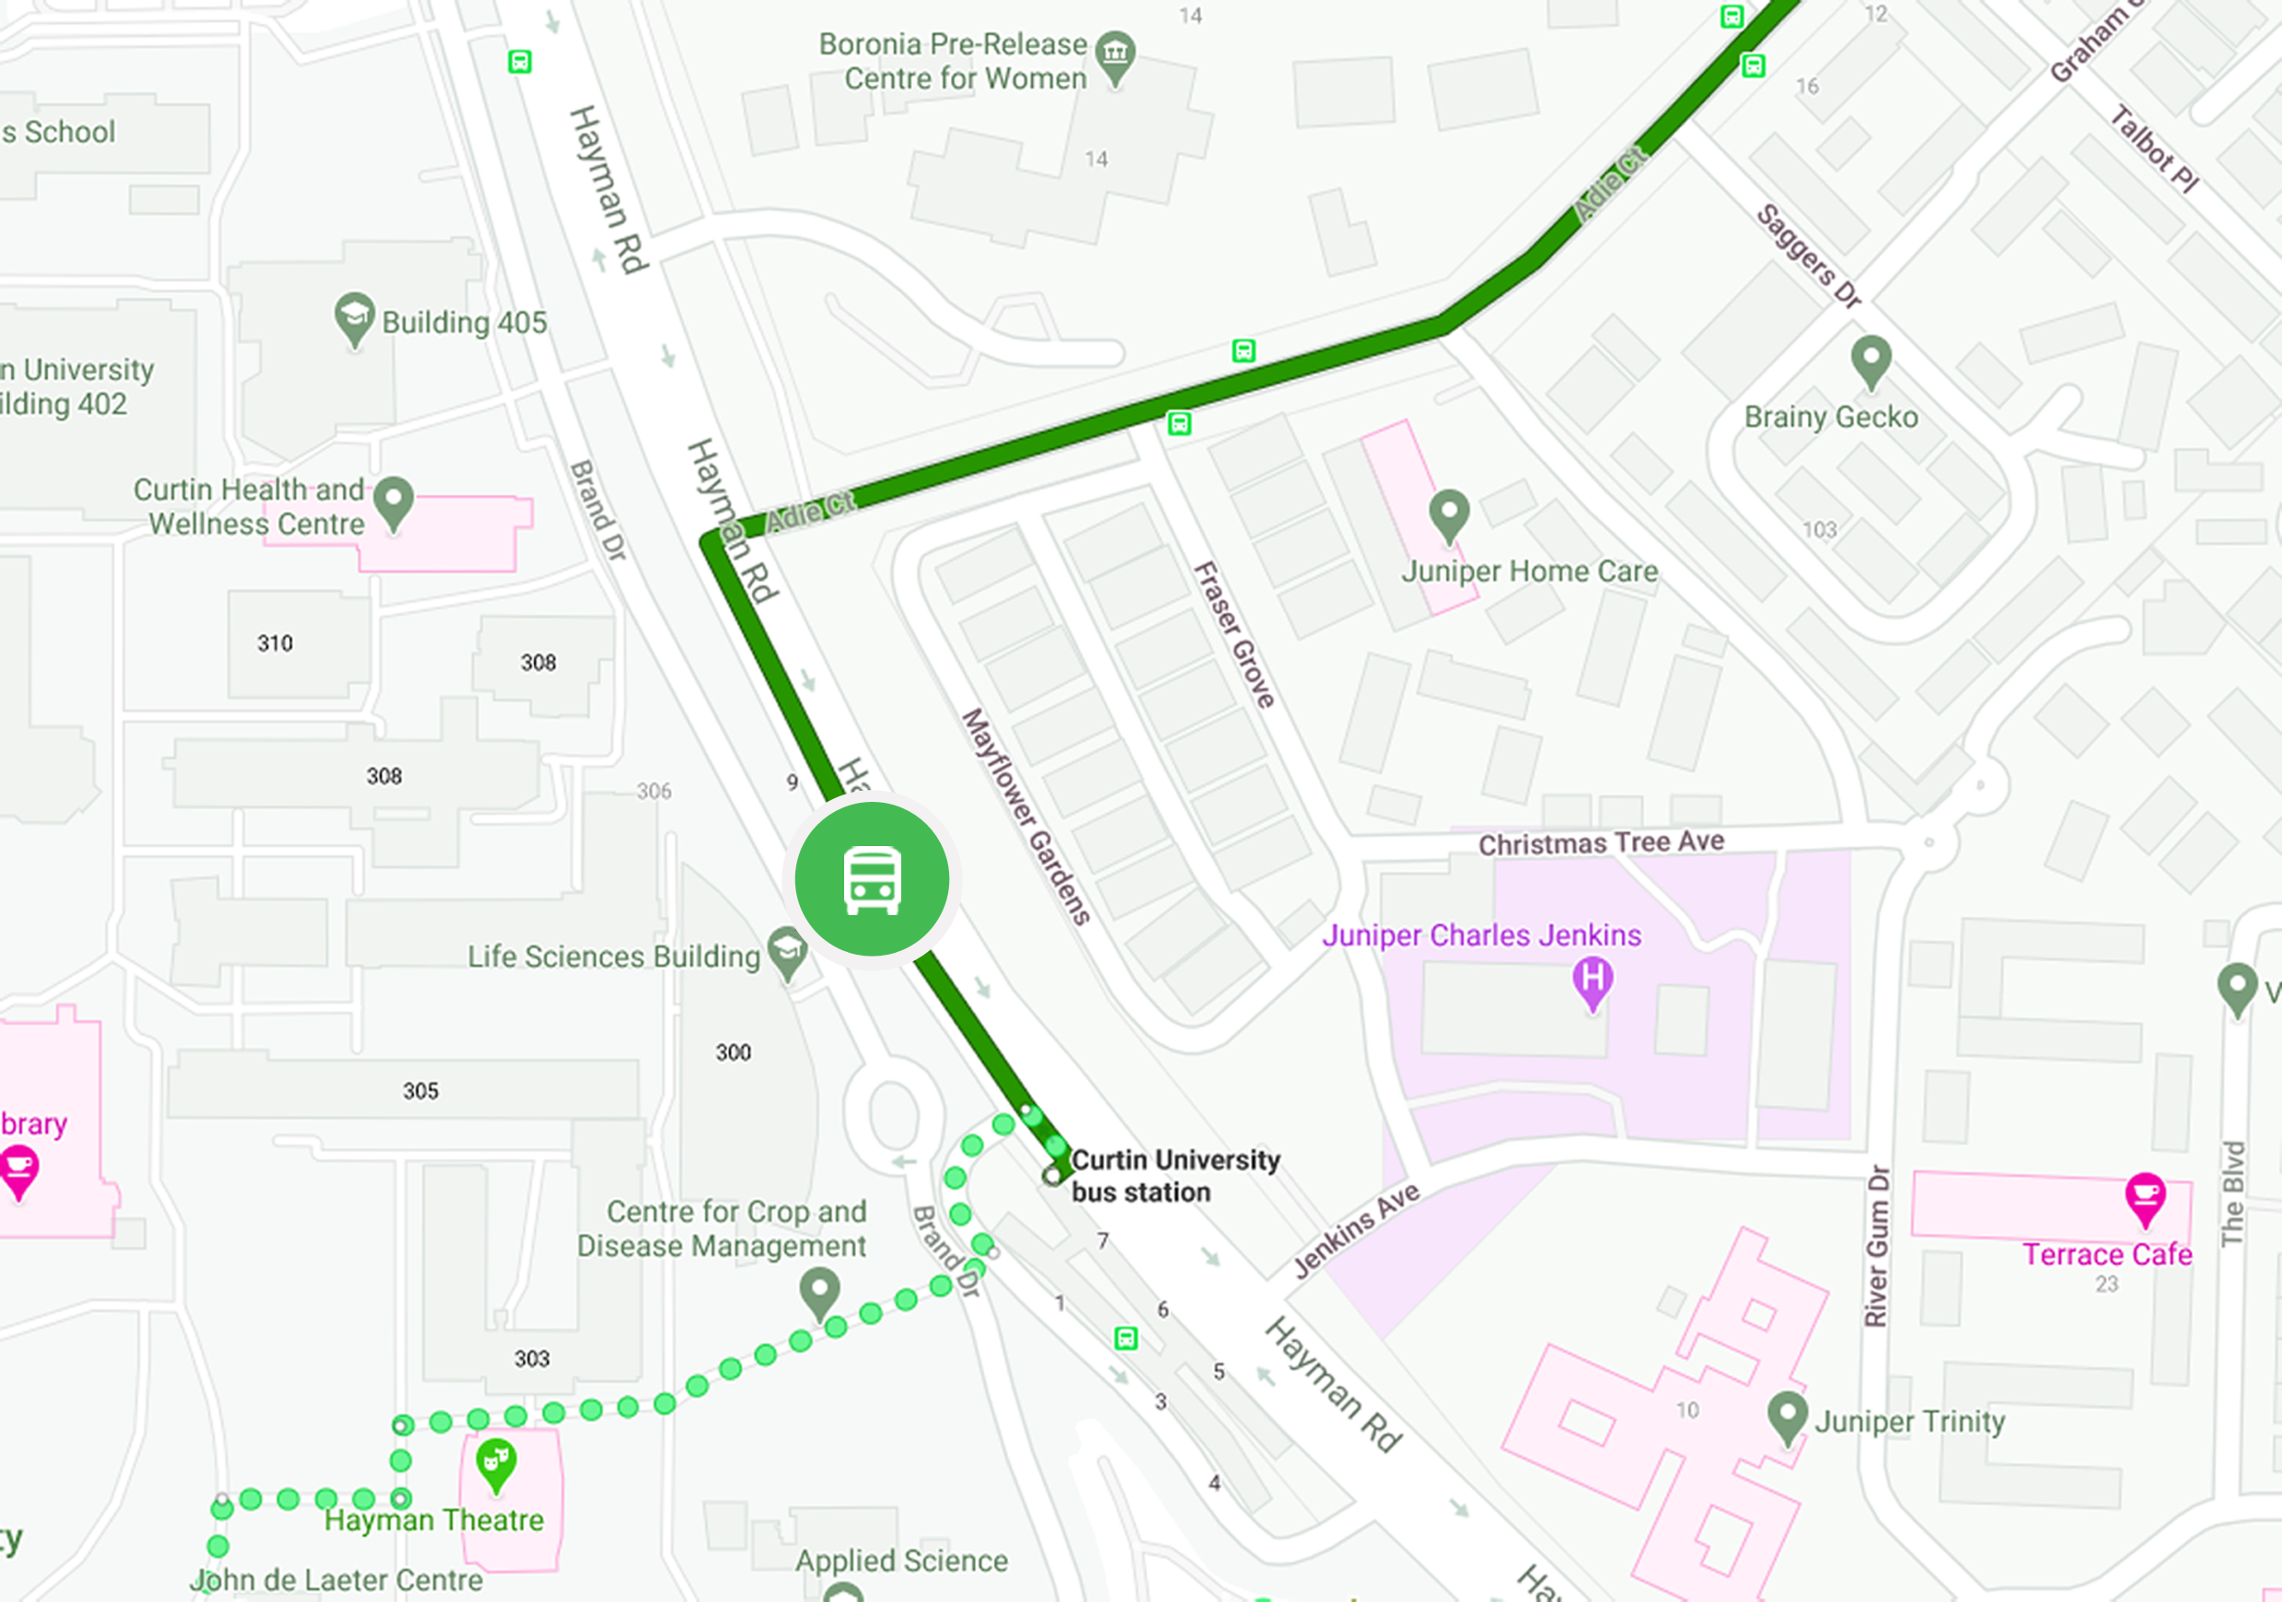 14
12
Boronia Pre-Release
Centre for Women
Graham
16
Hayman Rd
s School
14
Talbot Pl
Adie Ct
Saggers Dr
Building 405
n University
ilding 402
Brainy Gecko
Hayman Rd
Curtin Health and
Wellness Centre
Brand Dr
Adie Ct
103
Juniper Home Care
Fraser Grove
310
308
Mayflower Gardens
308
306
9
Ha
Christmas Tree Ave
Juniper Charles Jenkins
H
Life Sciences Building
V
300
305
brary
Curtin University
bus station
The Blvd
Centre for Crop and
Disease Management
Brand Dr
Jenkins Ave
River Gum Dr
7
Terrace Cafe
23
1
6
303
5
Hayman Rd
3
10
Juniper Trinity
4
Hayman Theatre
ty
Applied Science
John de Laeter Centre
Hay